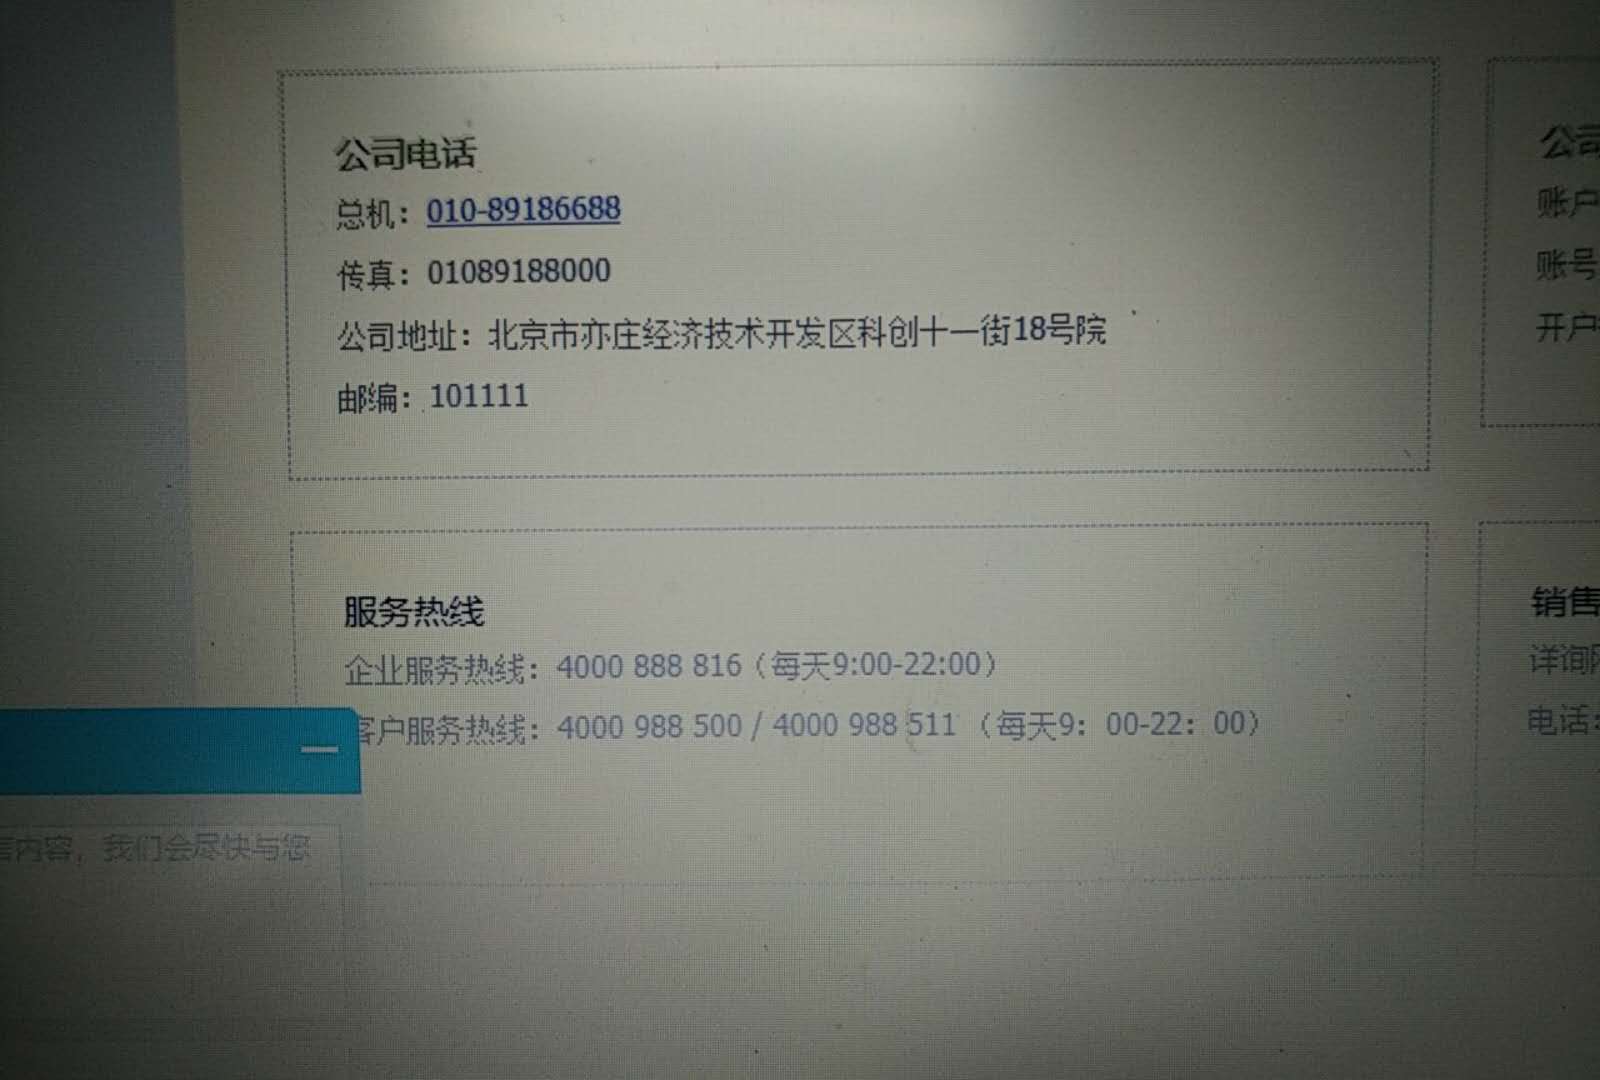 公司电话
总机：010-89186688
传真：01089188000
公司地址：北京市亦庄经济技术开发区科创十一街18号院
邮编：101111
公司
账户
账号
开户
服务热线
企业服务热线：4000 888 816（每天9:00-22:00）
客户服务热线：4000 988 500 / 4000 988 511 （每天9：00-22：00）
销售
详询
电话：
言内容，我们会尽快与您